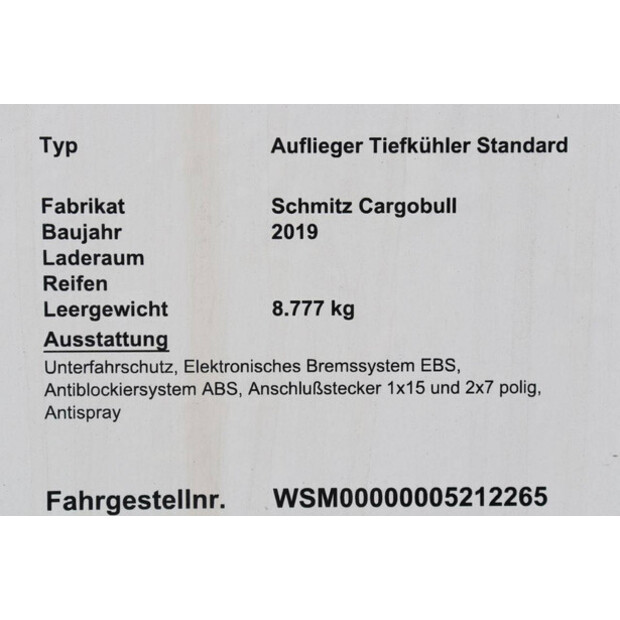 Typ Auflieger Tiefkühler Standard
Fabrikat Schmitz Cargobull
Baujahr 2019
Laderaum
Reifen
Leergewicht 8.777 kg
Ausstattung
Unterfahrschutz, Elektronisches Bremssystem EBS,
Antiblockiersystem ABS, Anschlußstecker 1x15 und 2x7 polig,
Antispray
Fahrgestellnr. WSM00000005212265